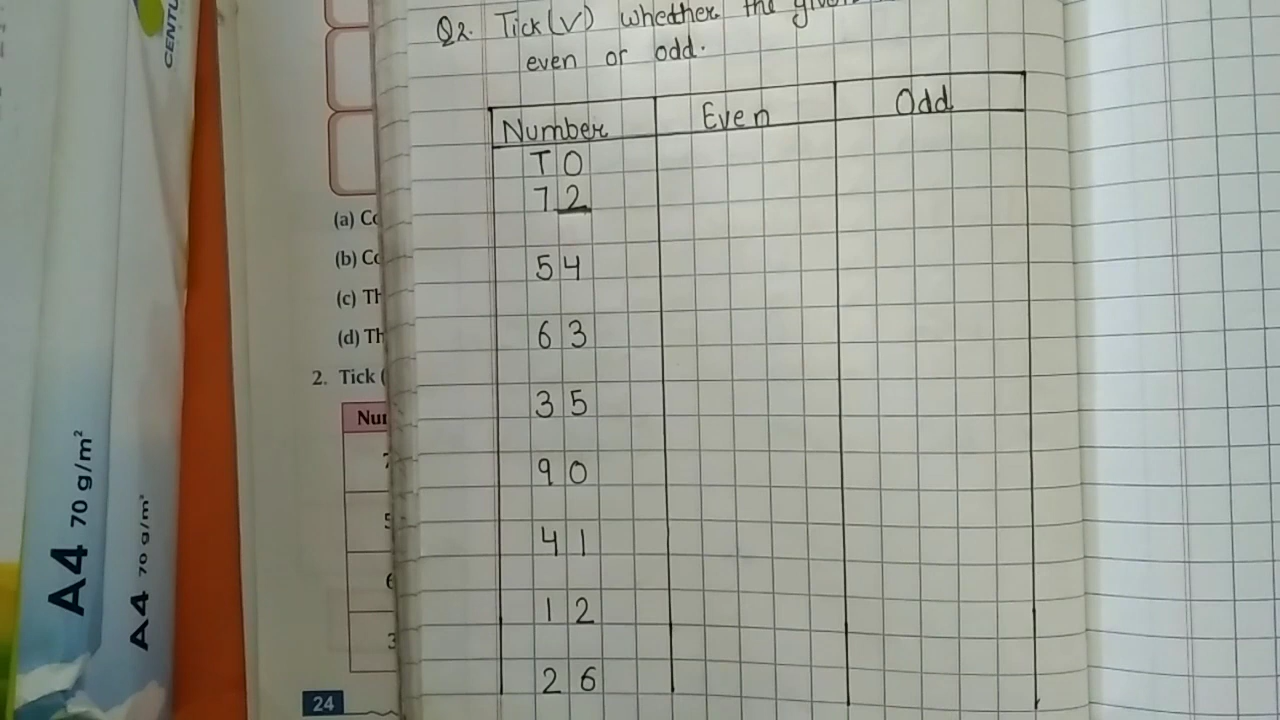 CENTU
A4 70 g/m²
A4 70 g/m²
(a) Co
(b) Co
(c) Th
(d) Th
2. Tick (
Nu
24
Q2. Tick (√) whether the
even or odd.
Number Even Odd
T O
7 2
5 4
6 3
3 5
9 0
4 1
1 2
2 6